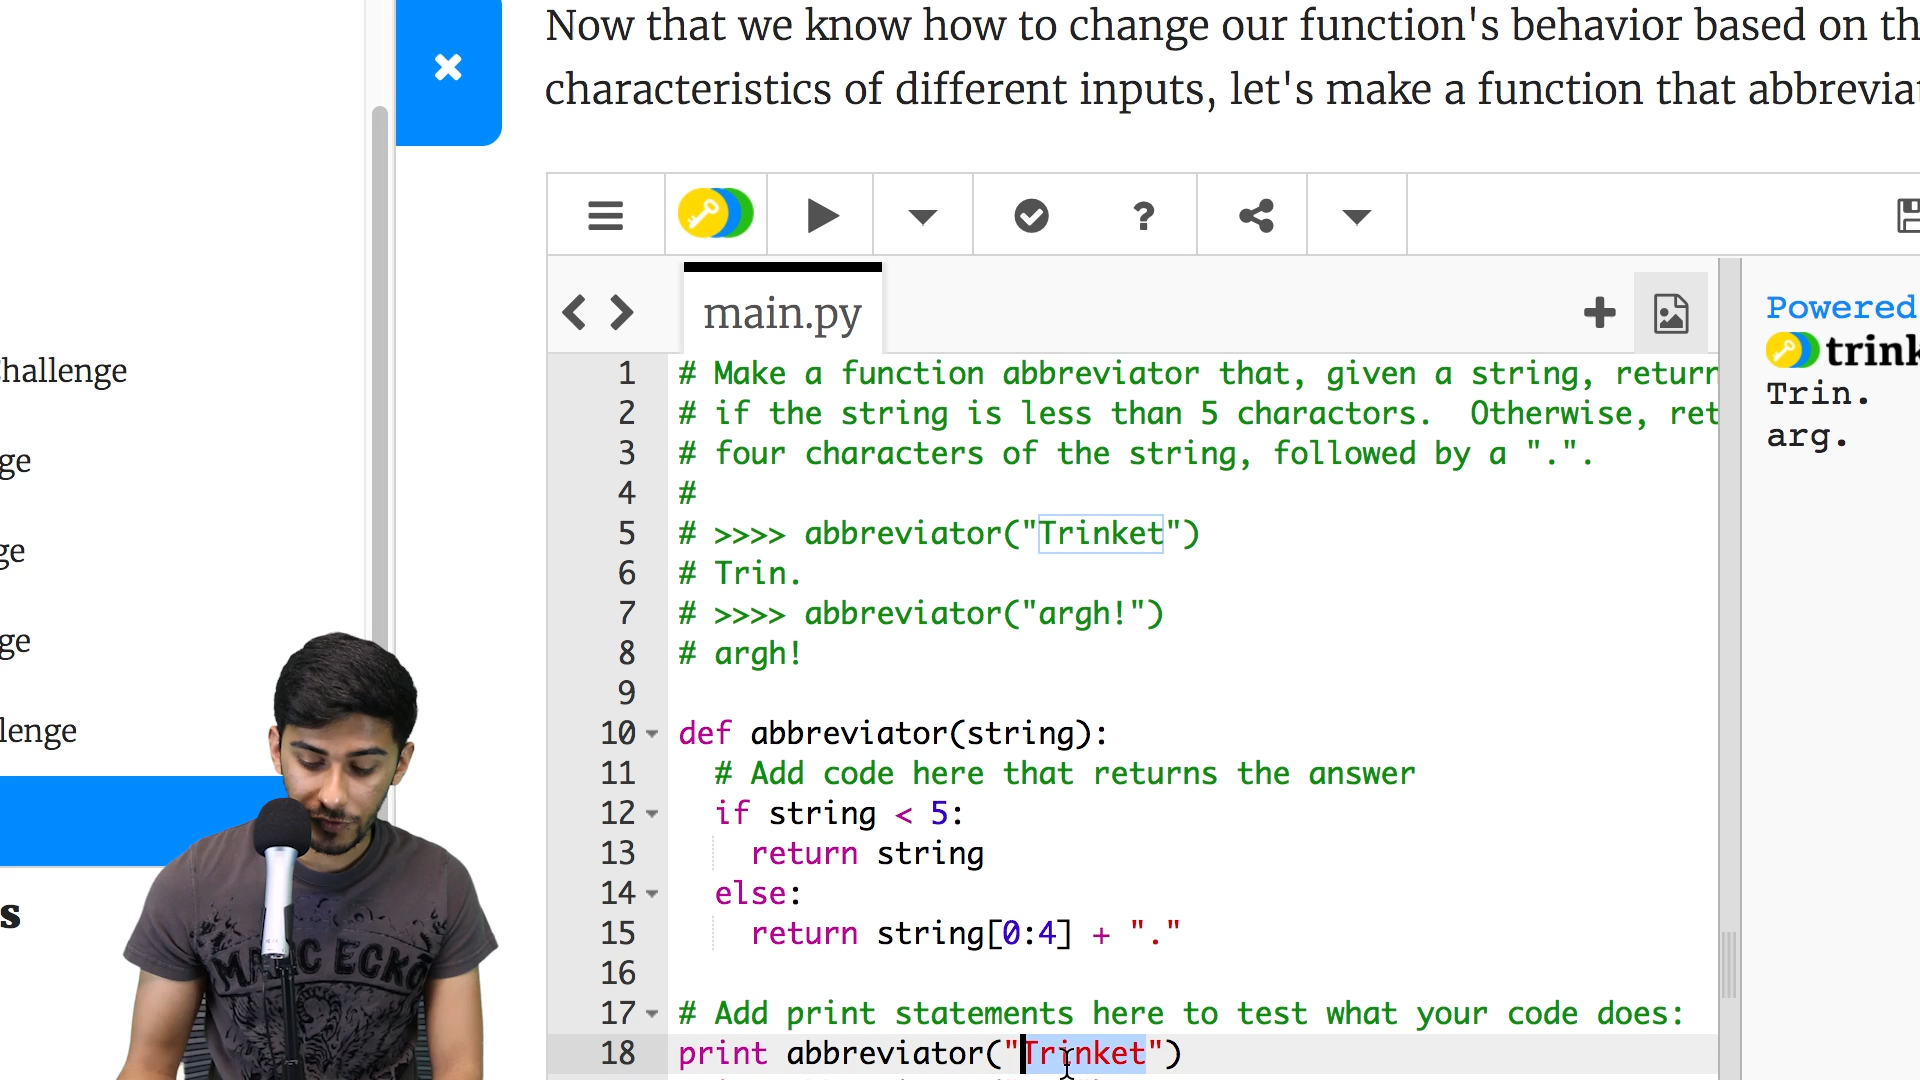 Now that we know how to change our function's behavior based on th
characteristics of different inputs, let's make a function that abbrevia
hallenge
ge
ge
ge
lenge
s
main.py
Powered
trink
Trin.
arg.
1 # Make a function abbreviator that, given a string, return
2 # if the string is less than 5 charactors.  Otherwise, ret
3 # four characters of the string, followed by a ".".
4 #
5 # >>>> abbreviator("Trinket")
6 # Trin.
7 # >>>> abbreviator("argh!")
8 # argh!
9
10 def abbreviator(string):
11 # Add code here that returns the answer
12 if string < 5:
13 return string
14 else:
15 return string[0:4] + "."
16
17 # Add print statements here to test what your code does:
18 print abbreviator("Trinket")
MARC ECKO